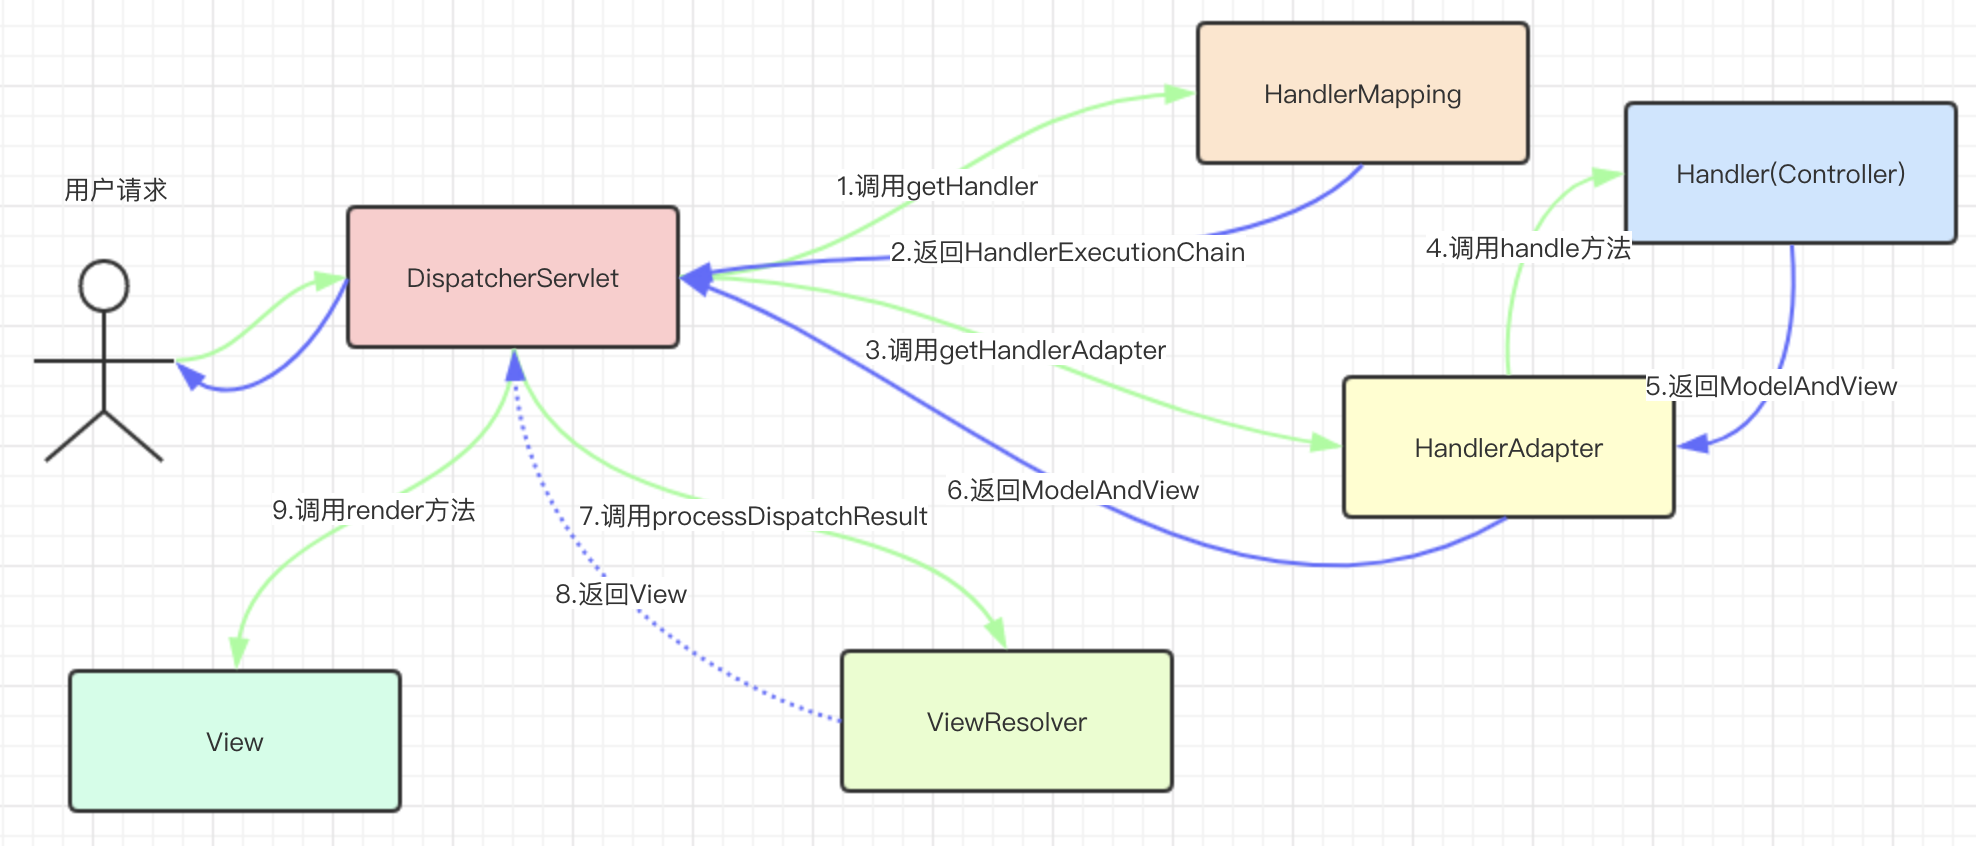 HandlerMapping
Handler(Controller)
1.调用getHandler
用户请求
2.返回HandlerExecutionChain
4.调用handle方法
DispatcherServlet
3.调用getHandlerAdapter
5.返回ModelAndView
HandlerAdapter
6.返回ModelAndView
9.调用render方法
7.调用processDispatchResult
8.返回View
ViewResolver
View